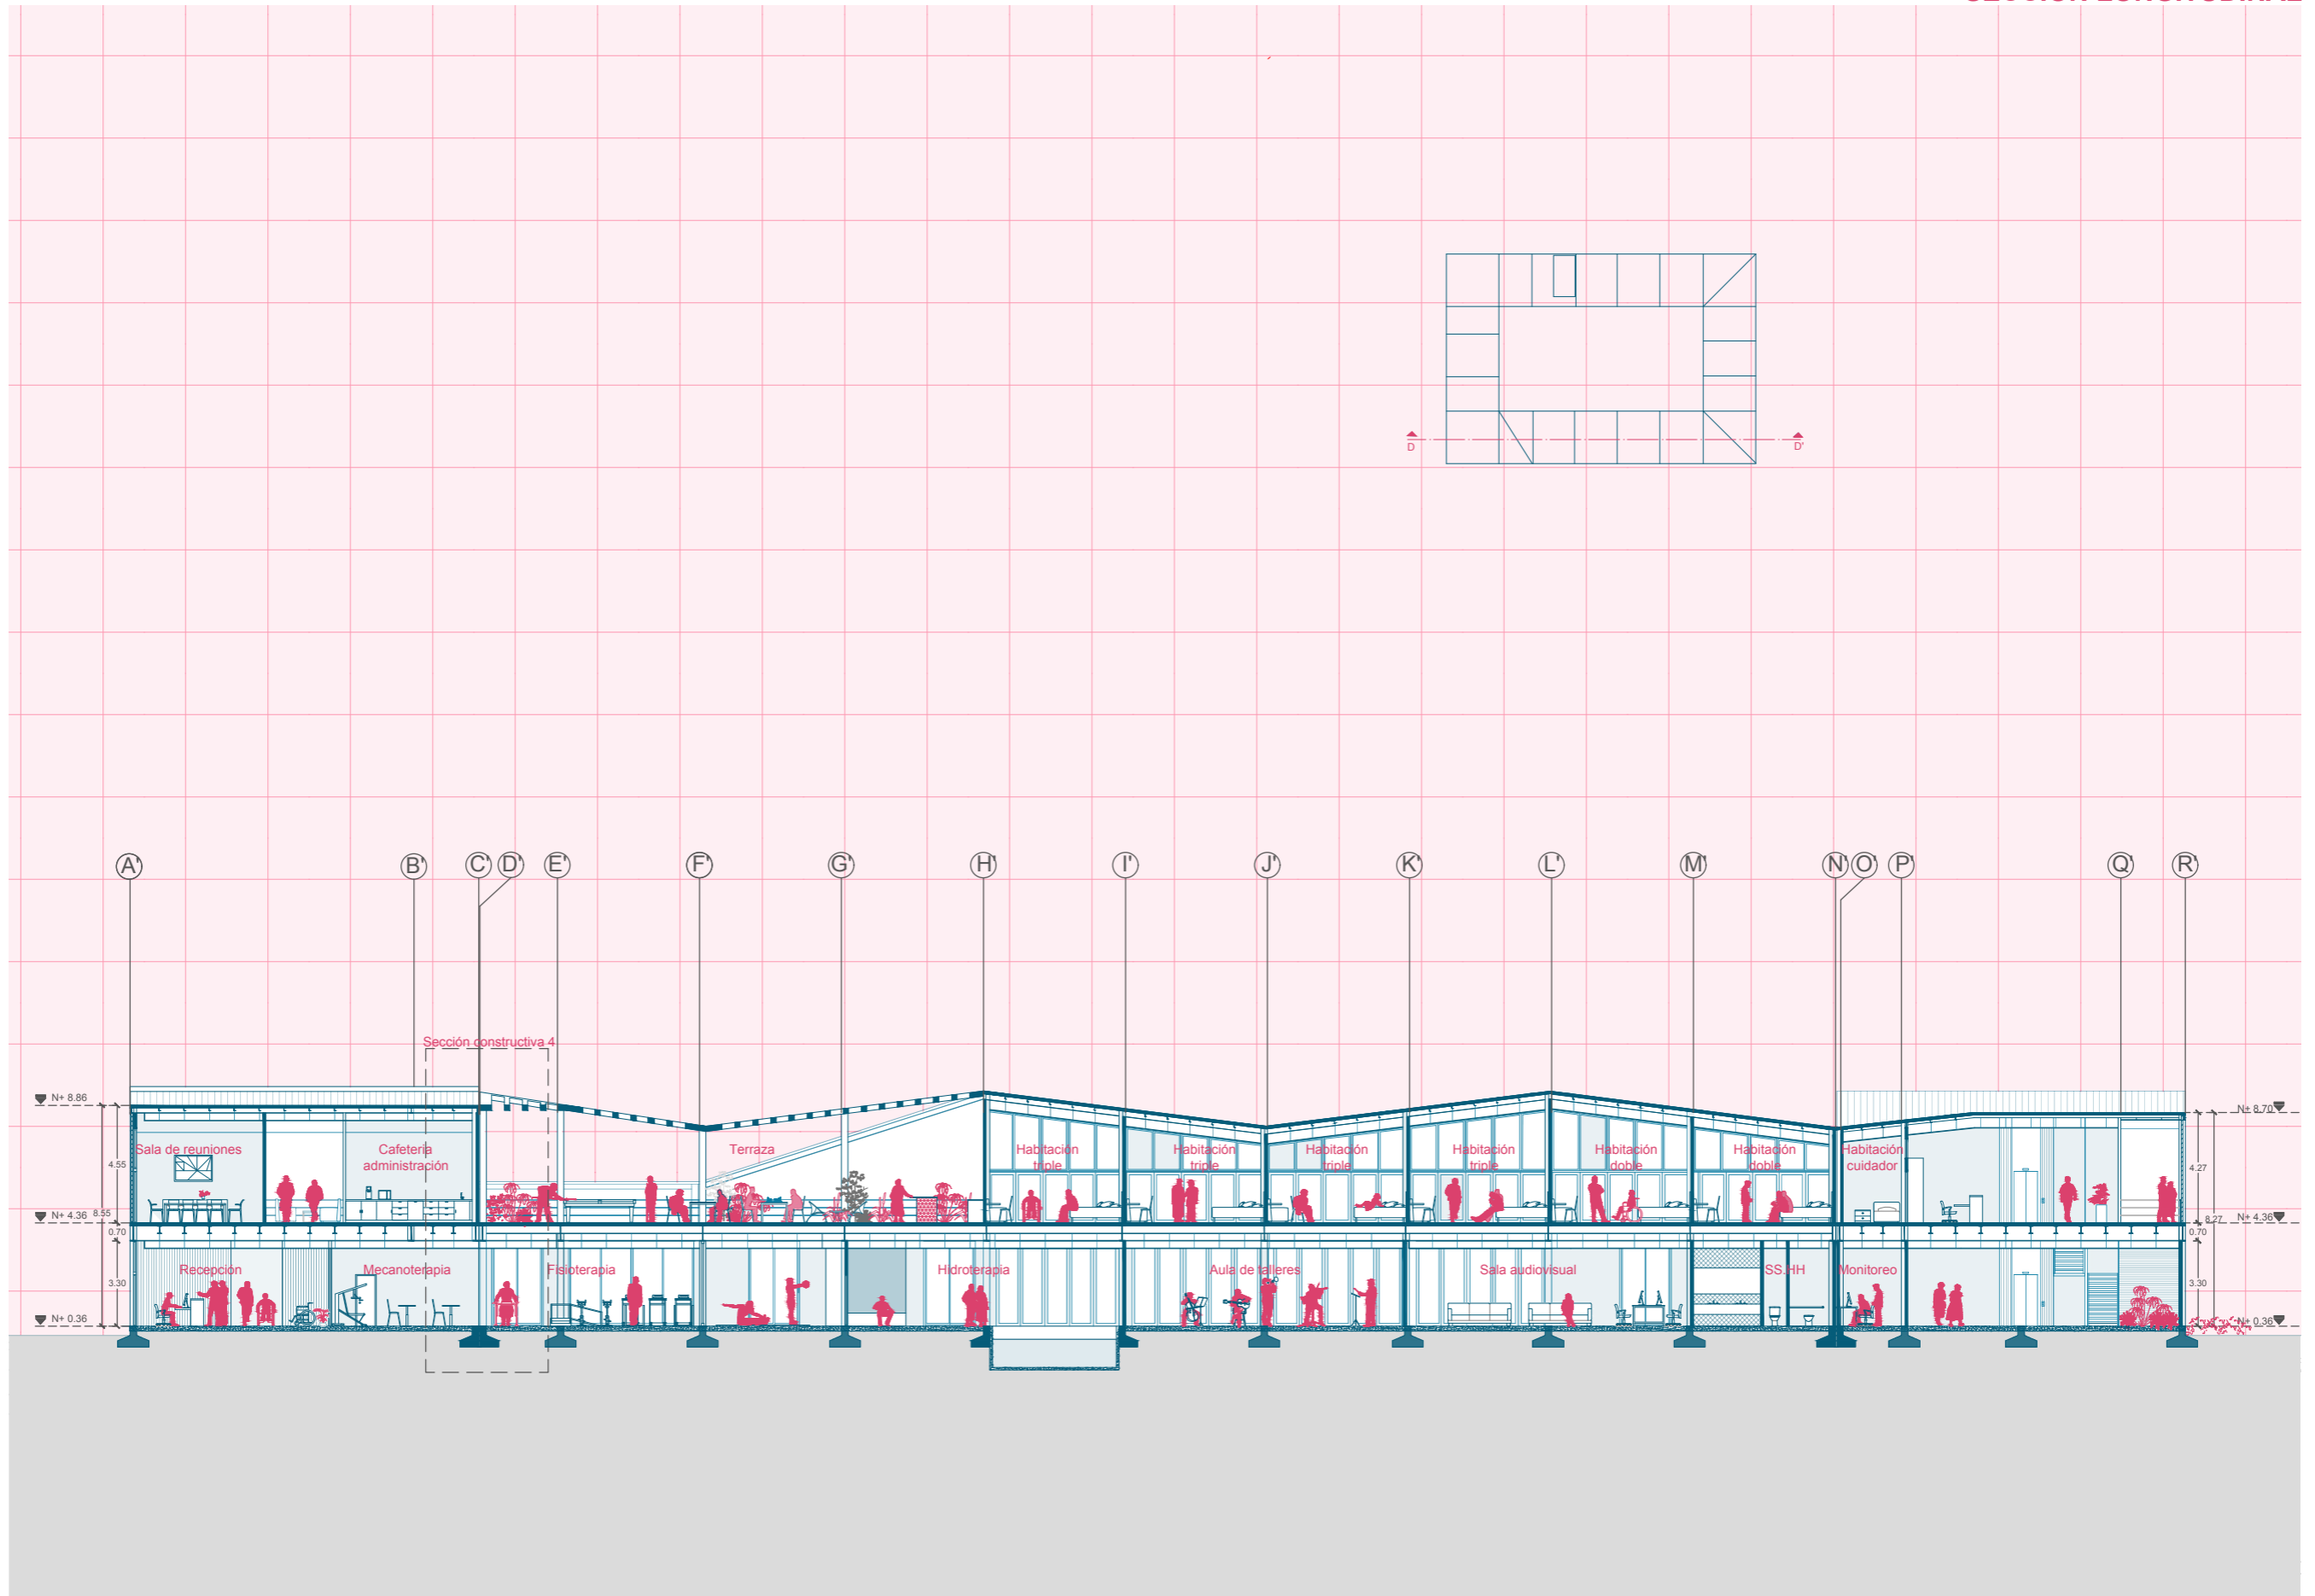 SECCIÓN LONGITUDINAL
D
D'
A'
B'
C'
D'
E'
F'
G'
H'
I'
J'
K'
L'
M'
N'
O'
P'
Q'
R'
Sección constructiva 4
N+ 8.86
N+ 8.70
Sala de reuniones
Cafetería
administración
Terraza
Habitación
triple
Habitación
triple
Habitación
triple
Habitación
triple
Habitación
doble
Habitación
doble
Habitación
cuidador
4.55
4.27
N+ 4.36
8.55
N+ 4.36
8.27
0.70
0.70
Recepción
Mecanoterapia
Fisioterapia
Hidroterapia
Aula de talleres
Sala audiovisual
SS.HH
Monitoreo
3.30
3.30
N+ 0.36
N+ 0.36